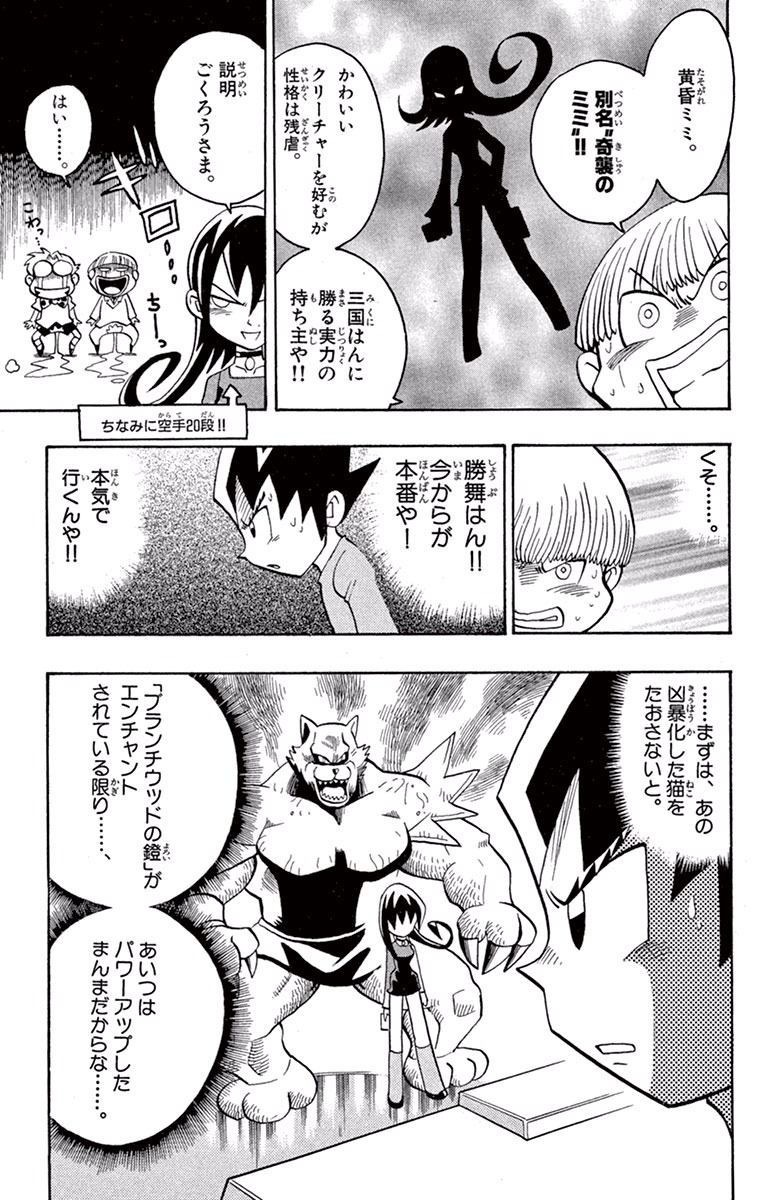 黄昏ミミ。
別名〝奇襲の
ミミ〟!!
かわいい
クリーチャーを好むが
性格は残虐。
三国はんに
勝る実力の
持ち主や!!
説明
ごくろうさま。
ギロ
ちーっ
はい……。
こわっ…
ちなみに空手20段!!
くそ……。
勝舞はん!!
今からが
本番や!
本気で
行くんや!!
……まずは、あの
凶暴化した猫を
たおさないと。
「ブランチウッドの鎧」が
エンチャント
されている限り……、
あいつは
パワーアップした
まんまだからな……。